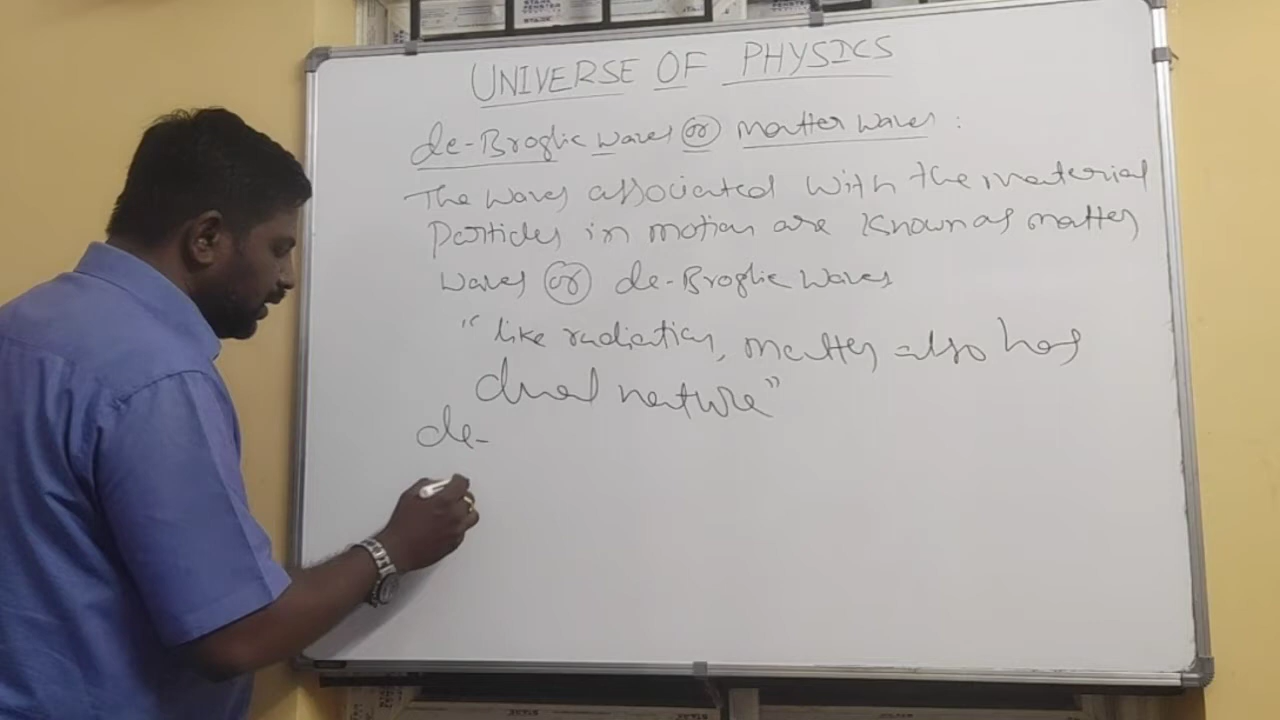 UNIVERSE OF PHYSICS
de-Broglie waves (or) matter waves :
The waves associated with the material
particles in motion are known as matter
waves (or) de-Broglie waves
"like radiation, matter also has
dual nature"
de-